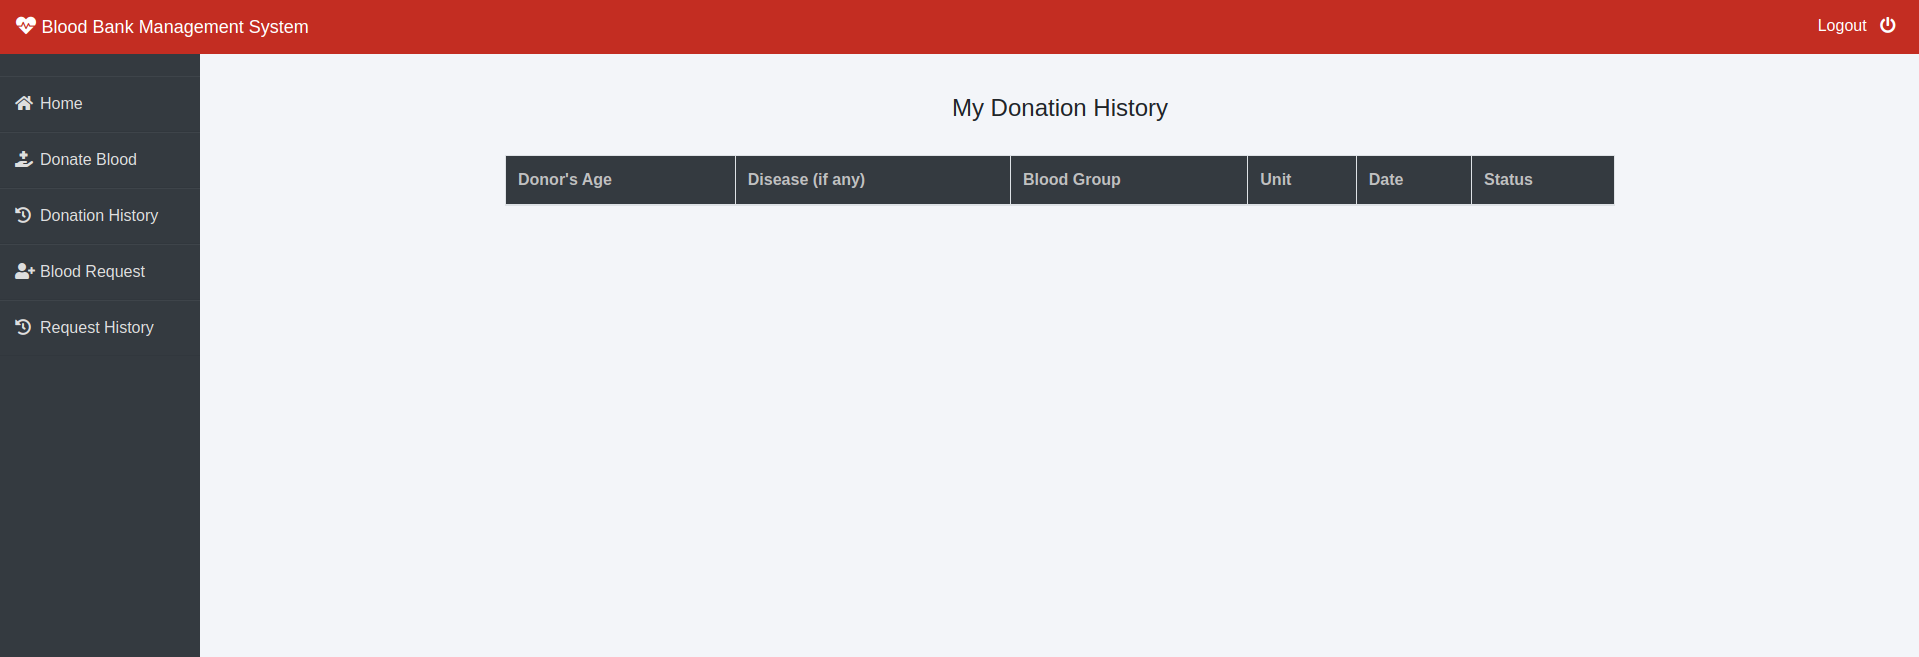 Blood Bank Management System
Logout
Home
Donate Blood
Donation History
Blood Request
Request History
My Donation History
Donor's Age Disease (if any) Blood Group Unit Date Status